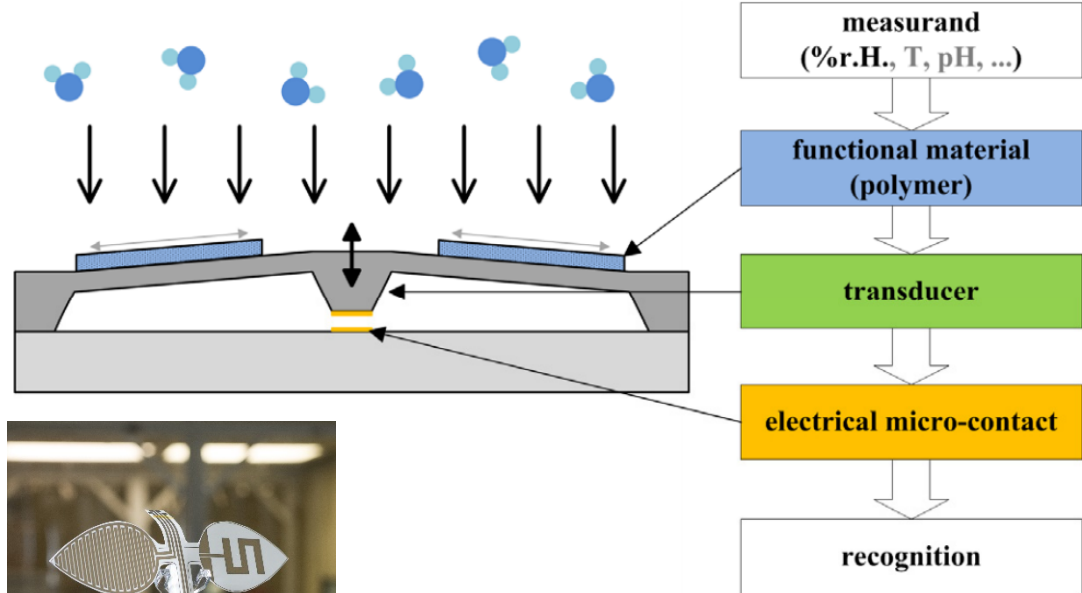 measurand
(%r.H., T, pH, ...)
functional material
(polymer)
transducer
electrical micro-contact
recognition